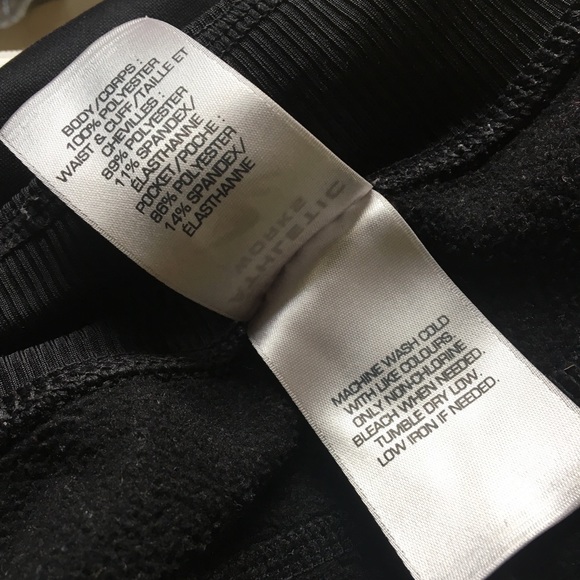 BODY/CORPS :
100% POLYESTER
WAIST & CUFF/TAILLE ET
CHEVILLES :
89% POLYESTER
11% SPANDEX/
ÉLASTHANNE
POCKET/POCHE :
86% POLYESTER
14% SPANDEX/
ÉLASTHANNE
ATHLETIC
WORKS
MACHINE WASH COLD
WITH LIKE COLOURS.
ONLY NON-CHLORINE
BLEACH WHEN NEEDED.
TUMBLE DRY LOW.
LOW IRON IF NEEDED.